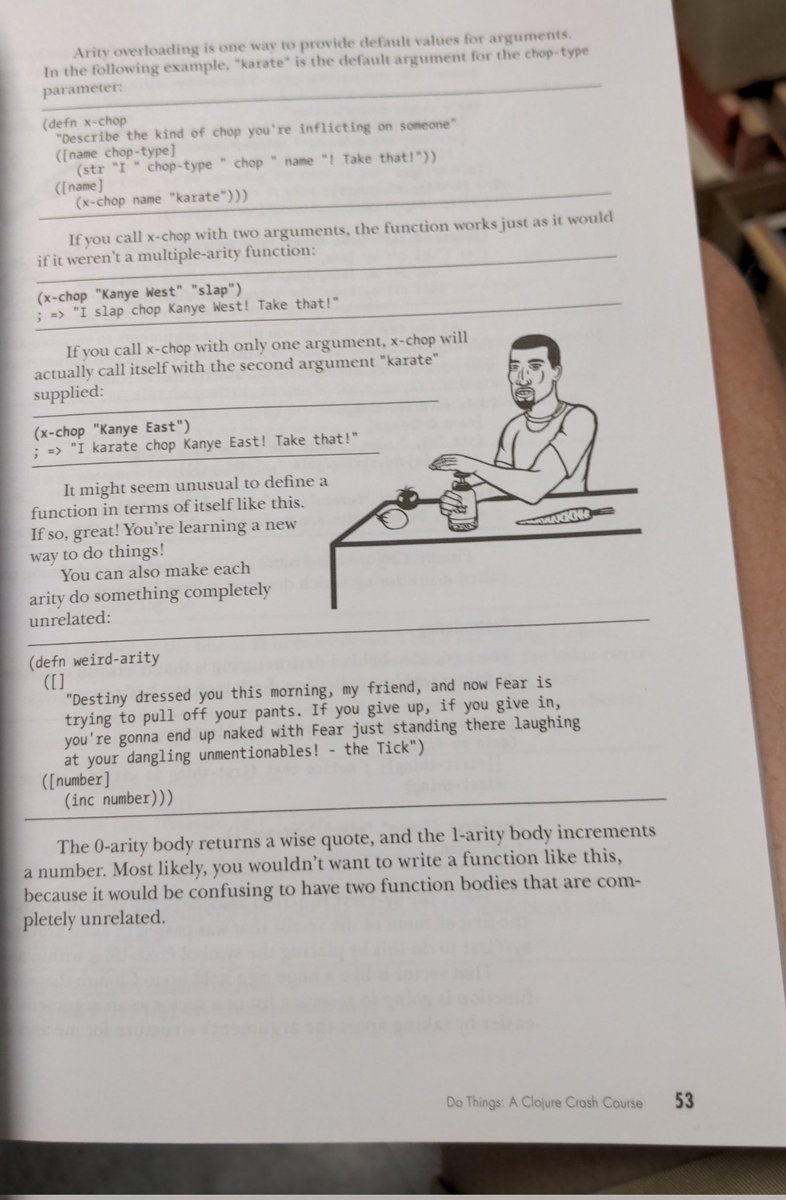 Arity overloading is one way to provide default values for arguments.
In the following example, "karate" is the default argument for the chop-type
parameter:
(defn x-chop
"Describe the kind of chop you're inflicting on someone"
([name chop-type]
(str "I " chop-type " chop " name "! Take that!"))
([name]
(x-chop name "karate")))
If you call x-chop with two arguments, the function works just as it would
if it weren't a multiple-arity function:
(x-chop "Kanye West" "slap")
; => "I slap chop Kanye West! Take that!"
If you call x-chop with only one argument, x-chop will
actually call itself with the second argument "karate"
supplied:
(x-chop "Kanye East")
; => "I karate chop Kanye East! Take that!"
It might seem unusual to define a
function in terms of itself like this.
If so, great! You're learning a new
way to do things!
You can also make each
arity do something completely
unrelated:
(defn weird-arity
([]
"Destiny dressed you this morning, my friend, and now Fear is
trying to pull off your pants. If you give up, if you give in,
you're gonna end up naked with Fear just standing there laughing
at your dangling unmentionables! - the Tick")
([number]
(inc number)))
The 0-arity body returns a wise quote, and the 1-arity body increments
a number. Most likely, you wouldn't want to write a function like this,
because it would be confusing to have two function bodies that are com-
pletely unrelated.
Do Things: A Clojure Crash Course 53